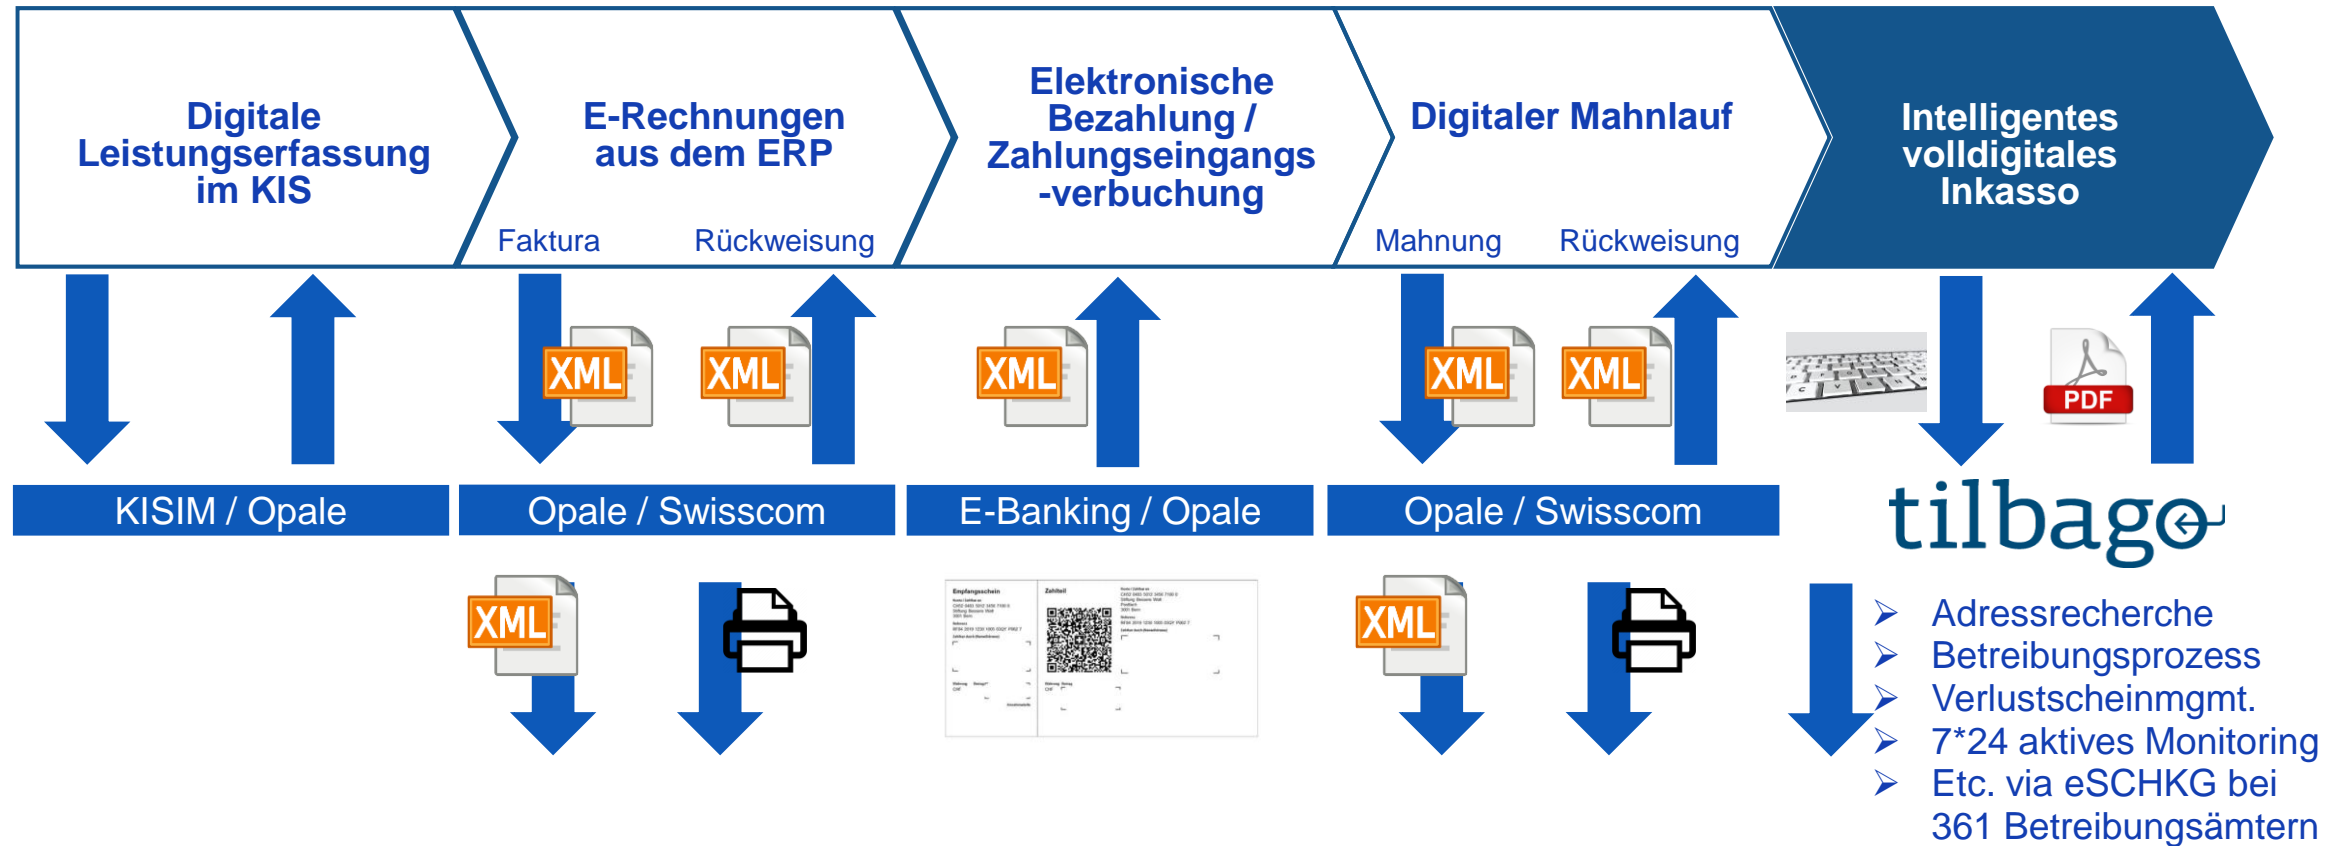 Digitale
Leistungserfassung
im KIS
E-Rechnungen
aus dem ERP
Faktura
Rückweisung
Elektronische
Bezahlung /
Zahlungseingangs
-verbuchung
Digitaler Mahnlauf
Mahnung
Rückweisung
Intelligentes
volldigitales
Inkasso
XML
XML
XML
XML
XML
PDF
KISIM / Opale
Opale / Swisscom
E-Banking / Opale
Opale / Swisscom
tilbago
XML
Empfangsschein
Zahlteil
XML
➢ Adressrecherche
➢ Betreibungsprozess
➢ Verlustscheinmgmt.
➢ 7*24 aktives Monitoring
➢ Etc. via eSCHKG bei
361 Betreibungsämtern